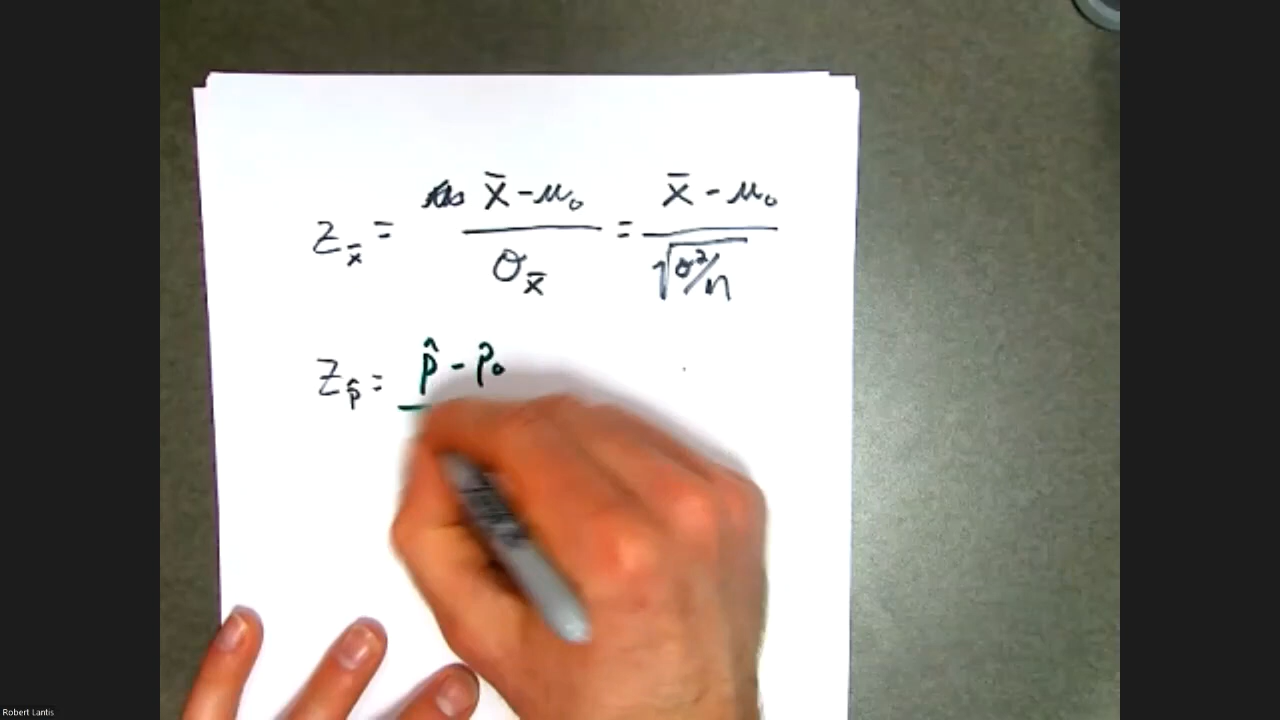 z_x̄ = x̄ - μ₀ / σ_x̄ = x̄ - μ₀ / √σ²/n
z_p̂ = p̂ - p₀
Robert Lantis